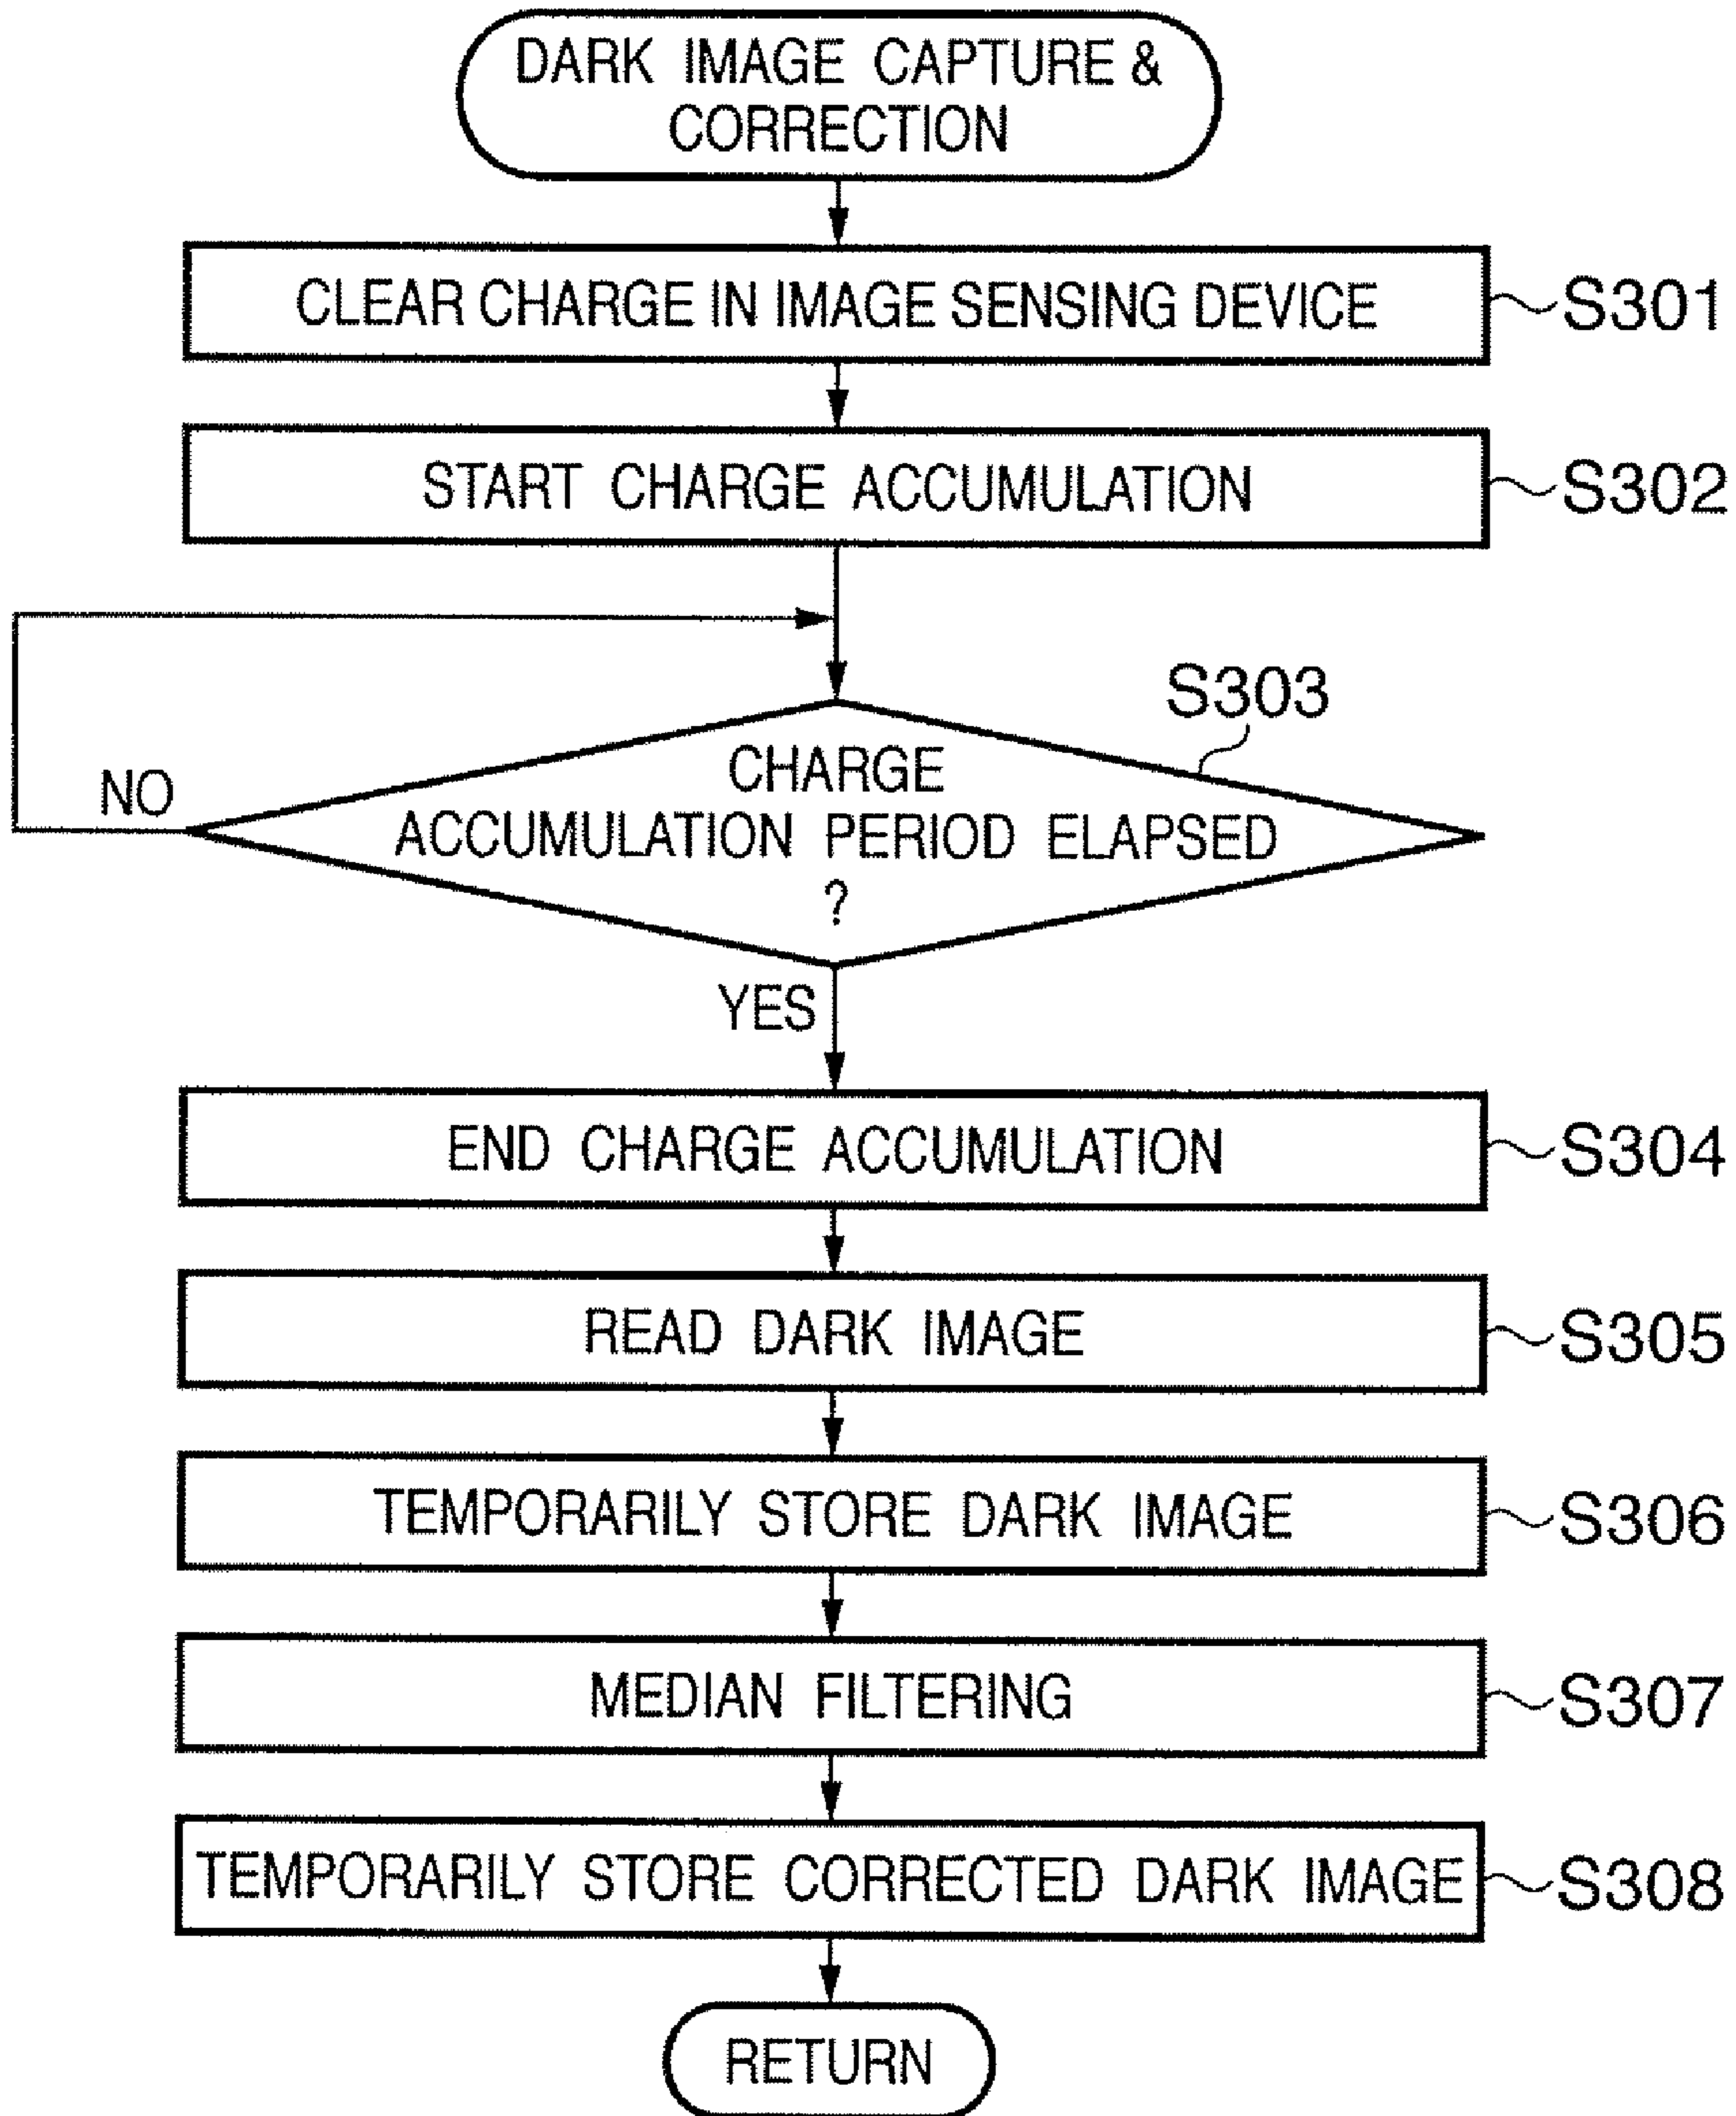 DARK IMAGE CAPTURE &
CORRECTION
CLEAR CHARGE IN IMAGE SENSING DEVICE
S301
START CHARGE ACCUMULATION
S302
S303
CHARGE
NO
ACCUMULATION PERIOD ELAPSED
?
YES
END CHARGE ACCUMULATION
S304
READ DARK IMAGE
S305
TEMPORARILY STORE DARK IMAGE
S306
MEDIAN FILTERING
S307
TEMPORARILY STORE CORRECTED DARK IMAGE
S308
RETURN